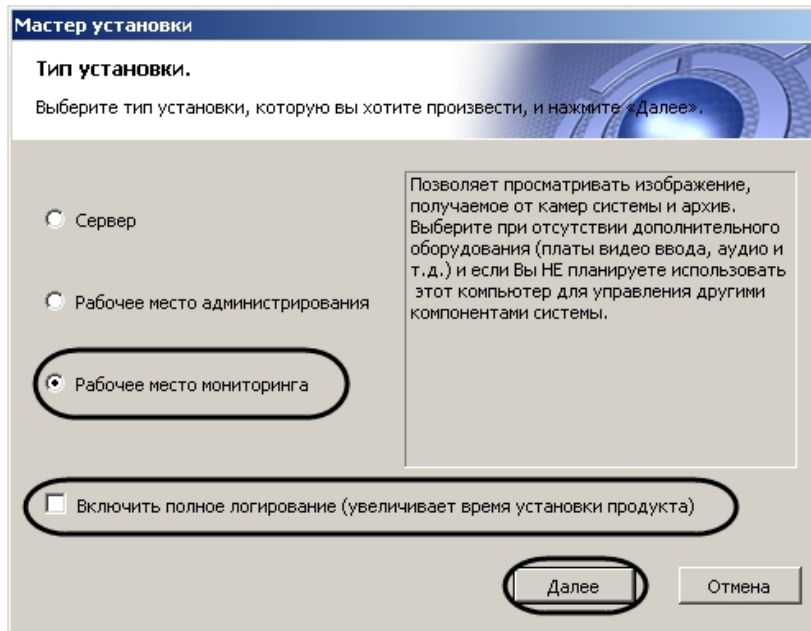 Мастер установки
Тип установки.
Выберите тип установки, которую вы хотите произвести, и нажмите «Далее».
Сервер
Рабочее место администрирования
Рабочее место мониторинга
Позволяет просматривать изображение,
получаемое от камер системы и архив.
Выберите при отсутствии дополнительного
оборудования (платы видео ввода, аудио и
т.д.) и если Вы НЕ планируете использовать
этот компьютер для управления другими
компонентами системы.
Включить полное логирование (увеличивает время установки продукта)
Далее
Отмена